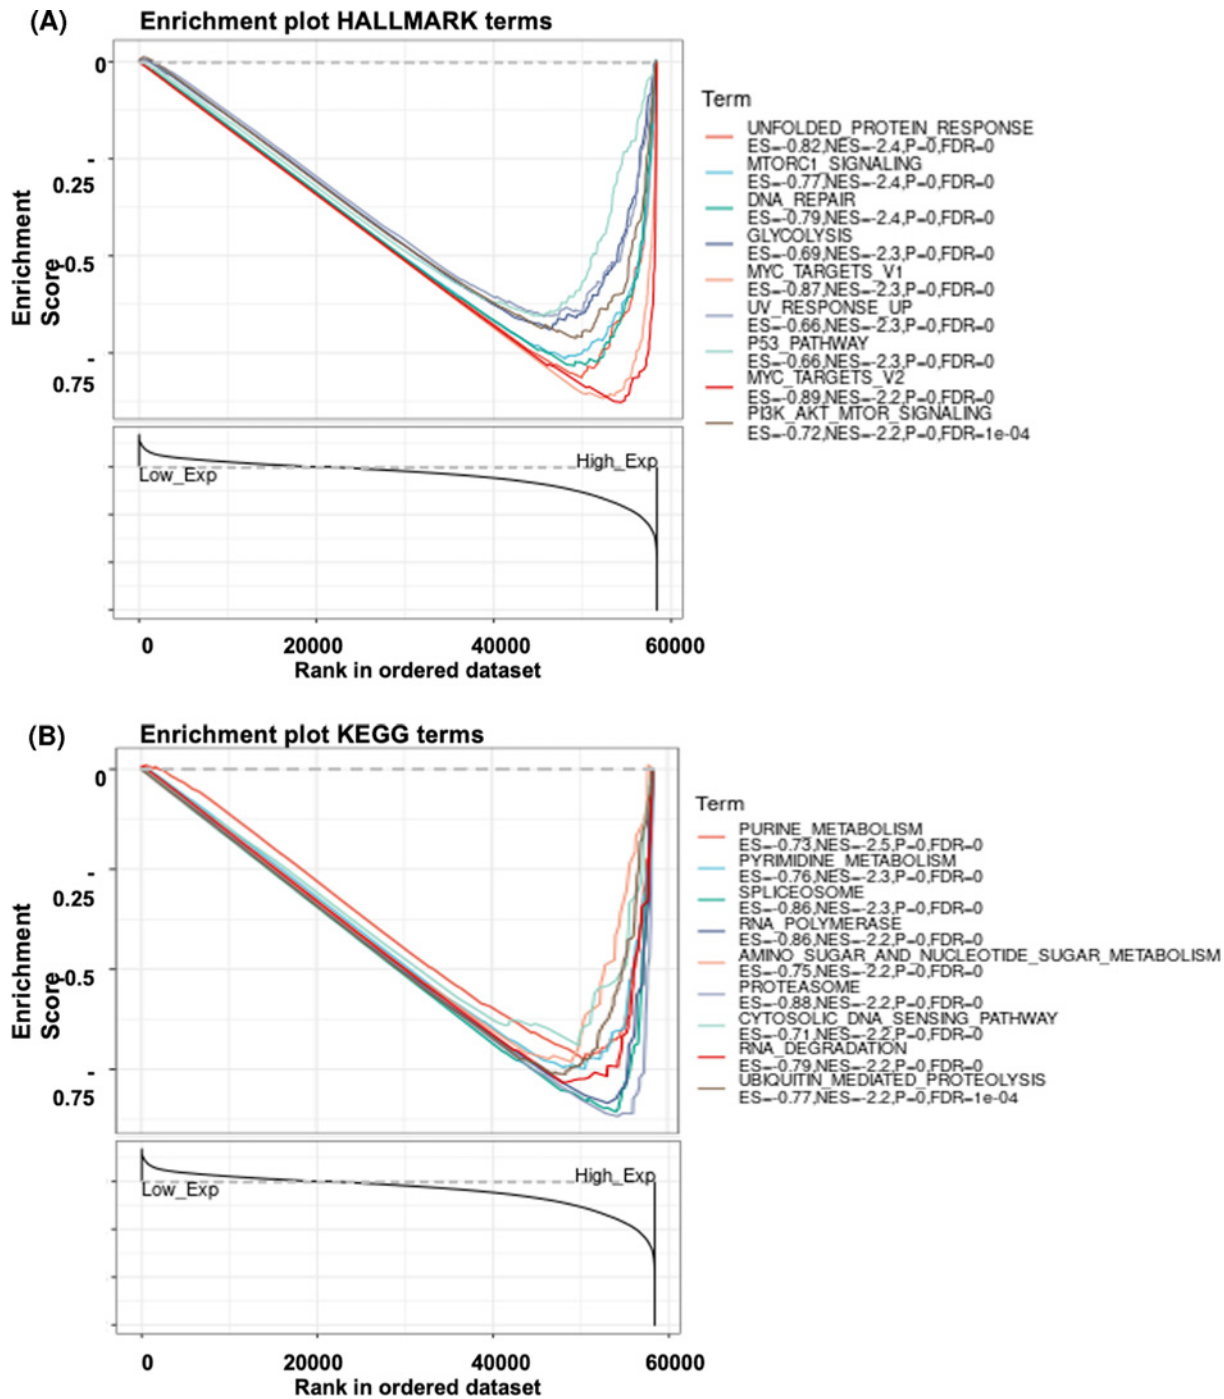 (A)
Enrichment plot HALLMARK terms
0
-
0.25
-0.5
-
0.75
Enrichment
Score
Low_Exp
High_Exp
0 20000 40000 60000
Rank in ordered dataset
Term
UNFOLDED_PROTEIN_RESPONSE
ES=-0.82,NES=-2.4,P=0,FDR=0
MTORC1_SIGNALING
ES=-0.77,NES=-2.4,P=0,FDR=0
DNA_REPAIR
ES=-0.79,NES=-2.4,P=0,FDR=0
GLYCOLYSIS
ES=-0.69,NES=-2.3,P=0,FDR=0
MYC_TARGETS_V1
ES=-0.87,NES=-2.3,P=0,FDR=0
UV_RESPONSE_UP
ES=-0.66,NES=-2.3,P=0,FDR=0
P53_PATHWAY
ES=-0.66,NES=-2.3,P=0,FDR=0
MYC_TARGETS_V2
ES=-0.89,NES=-2.2,P=0,FDR=0
PI3K_AKT_MTOR_SIGNALING
ES=-0.72,NES=-2.2,P=0,FDR=1e-04
(B)
Enrichment plot KEGG terms
0
-
0.25
-0.5
-
0.75
Enrichment
Score
Low_Exp
High_Exp
0 20000 40000 60000
Rank in ordered dataset
Term
PURINE_METABOLISM
ES=-0.73,NES=-2.5,P=0,FDR=0
PYRIMIDINE_METABOLISM
ES=-0.76,NES=-2.3,P=0,FDR=0
SPLICEOSOME
ES=-0.86,NES=-2.3,P=0,FDR=0
RNA_POLYMERASE
ES=-0.86,NES=-2.2,P=0,FDR=0
AMINO_SUGAR_AND_NUCLEOTIDE_SUGAR_METABOLISM
ES=-0.75,NES=-2.2,P=0,FDR=0
PROTEASOME
ES=-0.88,NES=-2.2,P=0,FDR=0
CYTOSOLIC_DNA_SENSING_PATHWAY
ES=-0.71,NES=-2.2,P=0,FDR=0
RNA_DEGRADATION
ES=-0.79,NES=-2.2,P=0,FDR=0
UBIQUITIN_MEDIATED_PROTEOLYSIS
ES=-0.77,NES=-2.2,P=0,FDR=1e-04